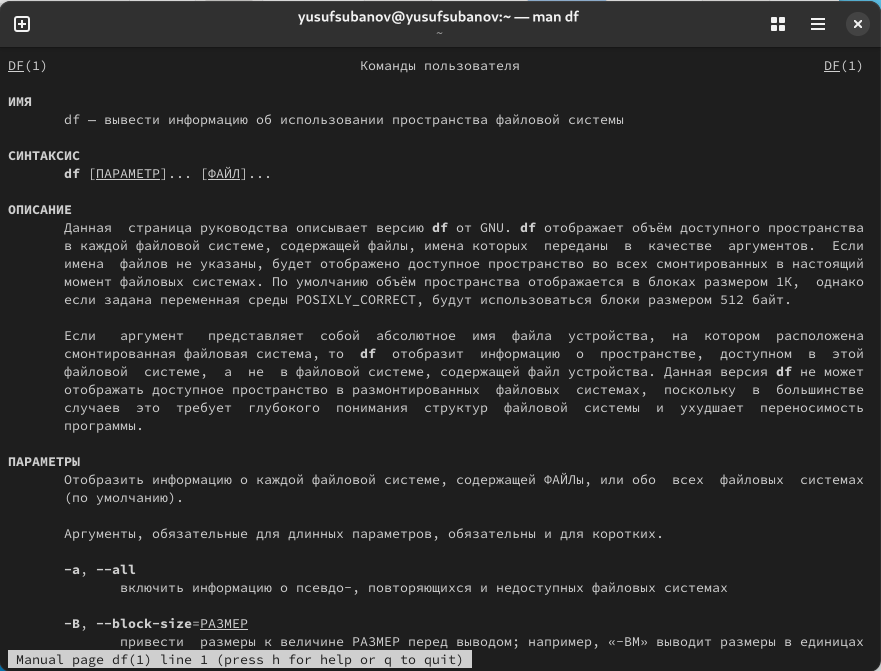 yusufsubanov@yusufsubanov:~ — man df
~
DF(1) Команды пользователя DF(1)
ИМЯ
df — вывести информацию об использовании пространства файловой системы
СИНТАКСИС
df [ПАРАМЕТР]... [ФАЙЛ]...
ОПИСАНИЕ
Данная страница руководства описывает версию df от GNU. df отображает объём доступного пространства
в каждой файловой системе, содержащей файлы, имена которых переданы в качестве аргументов. Если
имена файлов не указаны, будет отображено доступное пространство во всех смонтированных в настоящий
момент файловых системах. По умолчанию объём пространства отображается в блоках размером 1K, однако
если задана переменная среды POSIXLY_CORRECT, будут использоваться блоки размером 512 байт.
Если аргумент представляет собой абсолютное имя файла устройства, на котором расположена
смонтированная файловая система, то df отобразит информацию о пространстве, доступном в этой
файловой системе, а не в файловой системе, содержащей файл устройства. Данная версия df не может
отображать доступное пространство в размонтированных файловых системах, поскольку в большинстве
случаев это требует глубокого понимания структур файловой системы и ухудшает переносимость
программы.
ПАРАМЕТРЫ
Отобразить информацию о каждой файловой системе, содержащей ФАЙЛы, или обо всех файловых системах
(по умолчанию).
Аргументы, обязательные для длинных параметров, обязательны и для коротких.
-a, --all
включить информацию о псевдо-, повторяющихся и недоступных файловых системах
-B, --block-size=РАЗМЕР
привести размеры к величине РАЗМЕР перед выводом; например, «-BM» выводит размеры в единицах
Manual page df(1) line 1 (press h for help or q to quit)